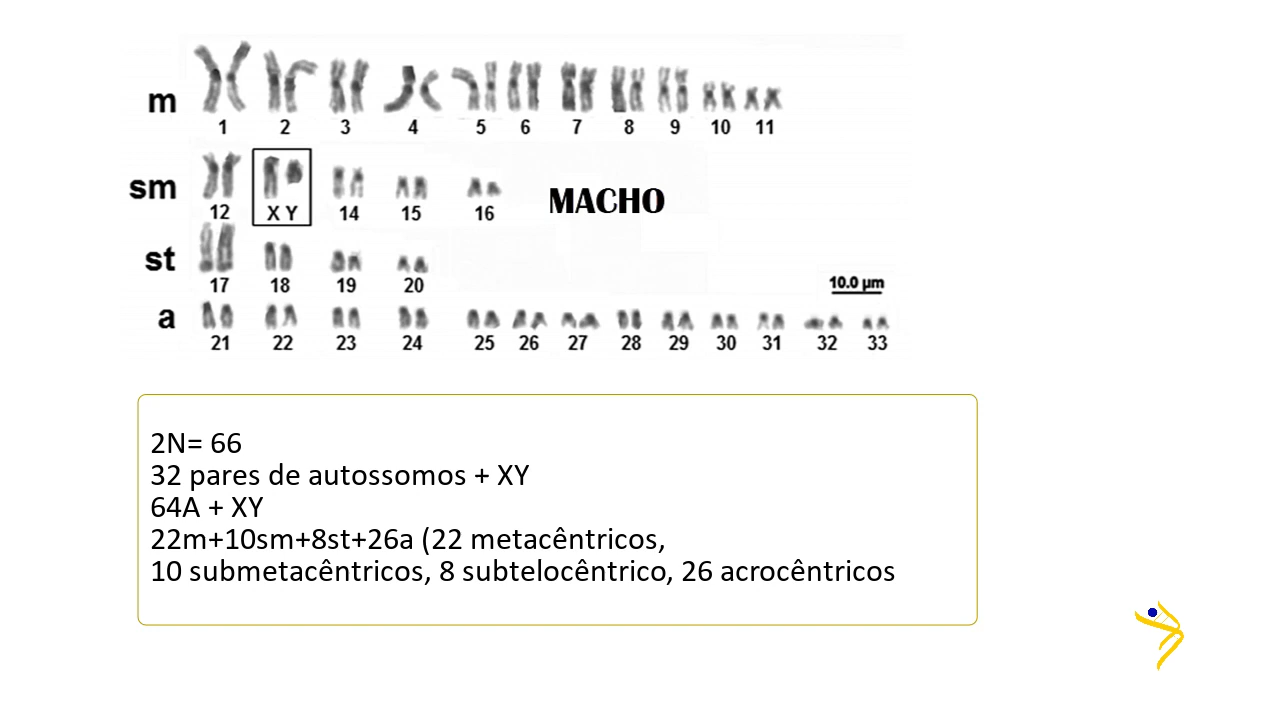 m
1 2 3 4 5 6 7 8 9 10 11
sm
MACHO
12 X Y 14 15 16
st
17 18 19 20
10.0 µm
a
21 22 23 24 25 26 27 28 29 30 31 32 33
2N= 66
32 pares de autossomos + XY
64A + XY
22m+10sm+8st+26a (22 metacêntricos,
10 submetacêntricos, 8 subtelocêntrico, 26 acrocêntricos